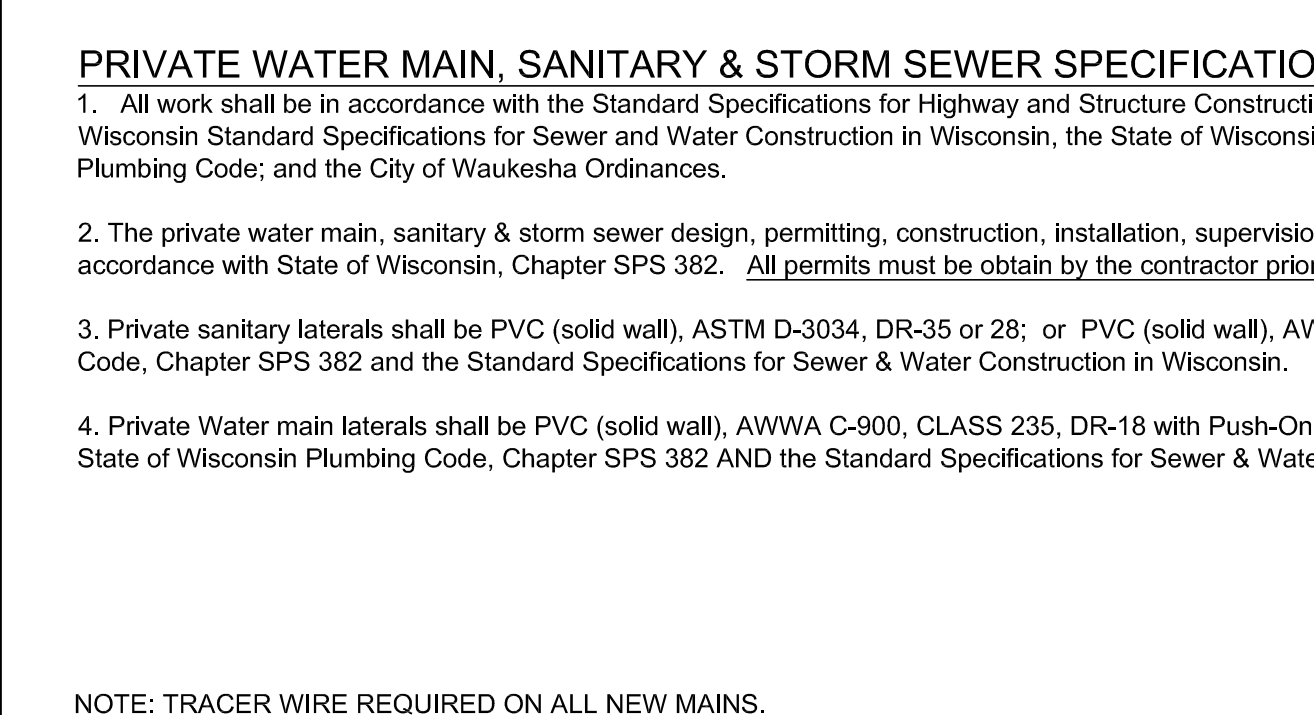 PRIVATE WATER MAIN, SANITARY & STORM SEWER SPECIFICATIO
1. All work shall be in accordance with the Standard Specifications for Highway and Structure Constructi
Wisconsin Standard Specifications for Sewer and Water Construction in Wisconsin, the State of Wisconsi
Plumbing Code; and the City of Waukesha Ordinances.
2. The private water main, sanitary & storm sewer design, permitting, construction, installation, supervisio
accordance with State of Wisconsin, Chapter SPS 382. All permits must be obtain by the contractor prior
3. Private sanitary laterals shall be PVC (solid wall), ASTM D-3034, DR-35 or 28; or PVC (solid wall), AW
Code, Chapter SPS 382 and the Standard Specifications for Sewer & Water Construction in Wisconsin.
4. Private Water main laterals shall be PVC (solid wall), AWWA C-900, CLASS 235, DR-18 with Push-On
State of Wisconsin Plumbing Code, Chapter SPS 382 AND the Standard Specifications for Sewer & Wate
NOTE: TRACER WIRE REQUIRED ON ALL NEW MAINS.